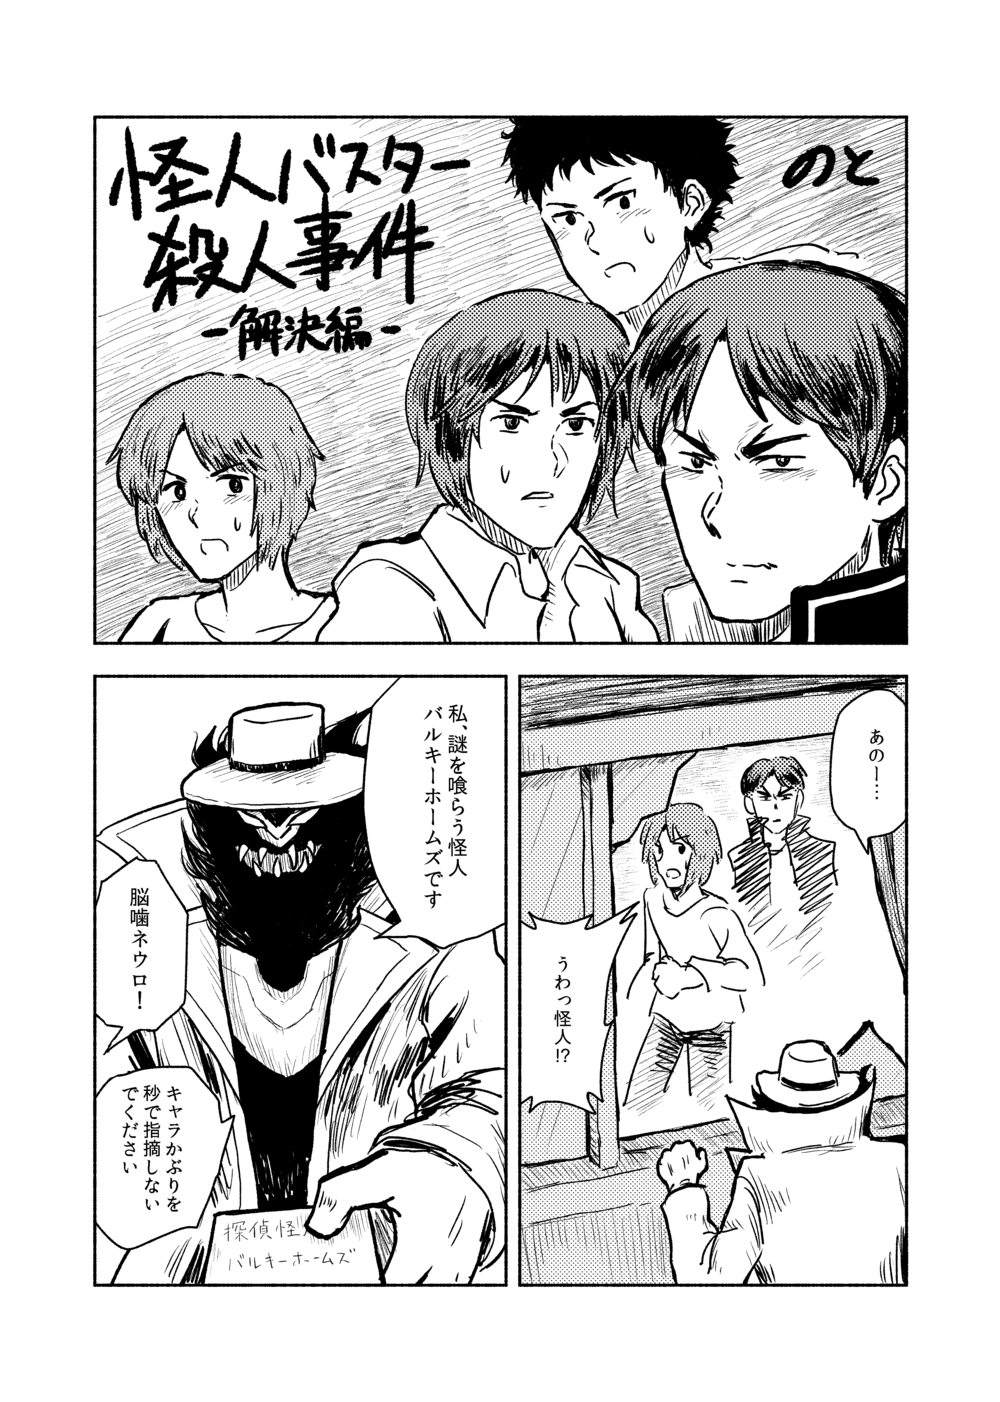 怪人バスター
殺人事件
-解決編-
のと
あのー…
うわっ怪人!?
私、謎を喰らう怪人
バルキーホームズです
脳噛ネウロ！
キャラかぶりを
秒で指摘しない
でください
探偵怪
バルキーホームズ